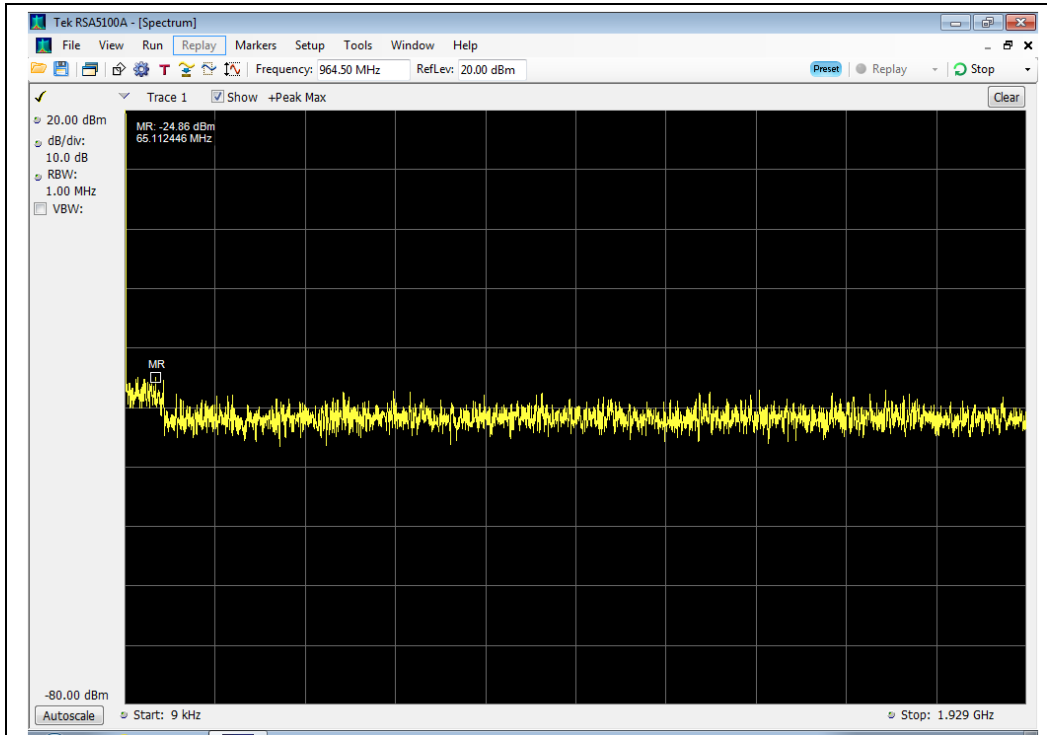 Tek RSA5100A - [Spectrum]
File View Run Replay Markers Setup Tools Window Help
T Frequency: 964.50 MHz RefLev: 20.00 dBm Preset Replay Stop
Trace 1 Show +Peak Max Clear
20.00 dBm
dB/div:
10.0 dB
RBW:
1.00 MHz
VBW:
MR: -24.86 dBm
65.112446 MHz
MR
-80.00 dBm
Autoscale Start: 9 kHz Stop: 1.929 GHz